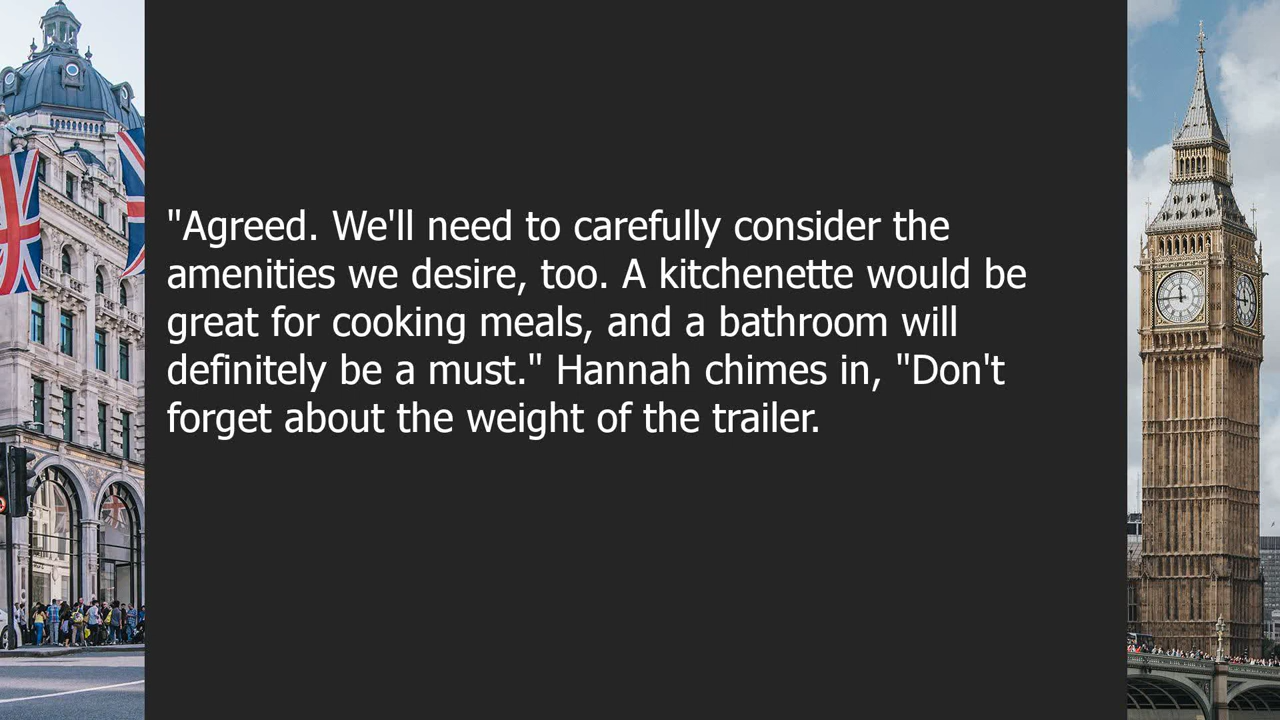 "Agreed. We'll need to carefully consider the
amenities we desire, too. A kitchenette would be
great for cooking meals, and a bathroom will
definitely be a must." Hannah chimes in, "Don't
forget about the weight of the trailer.